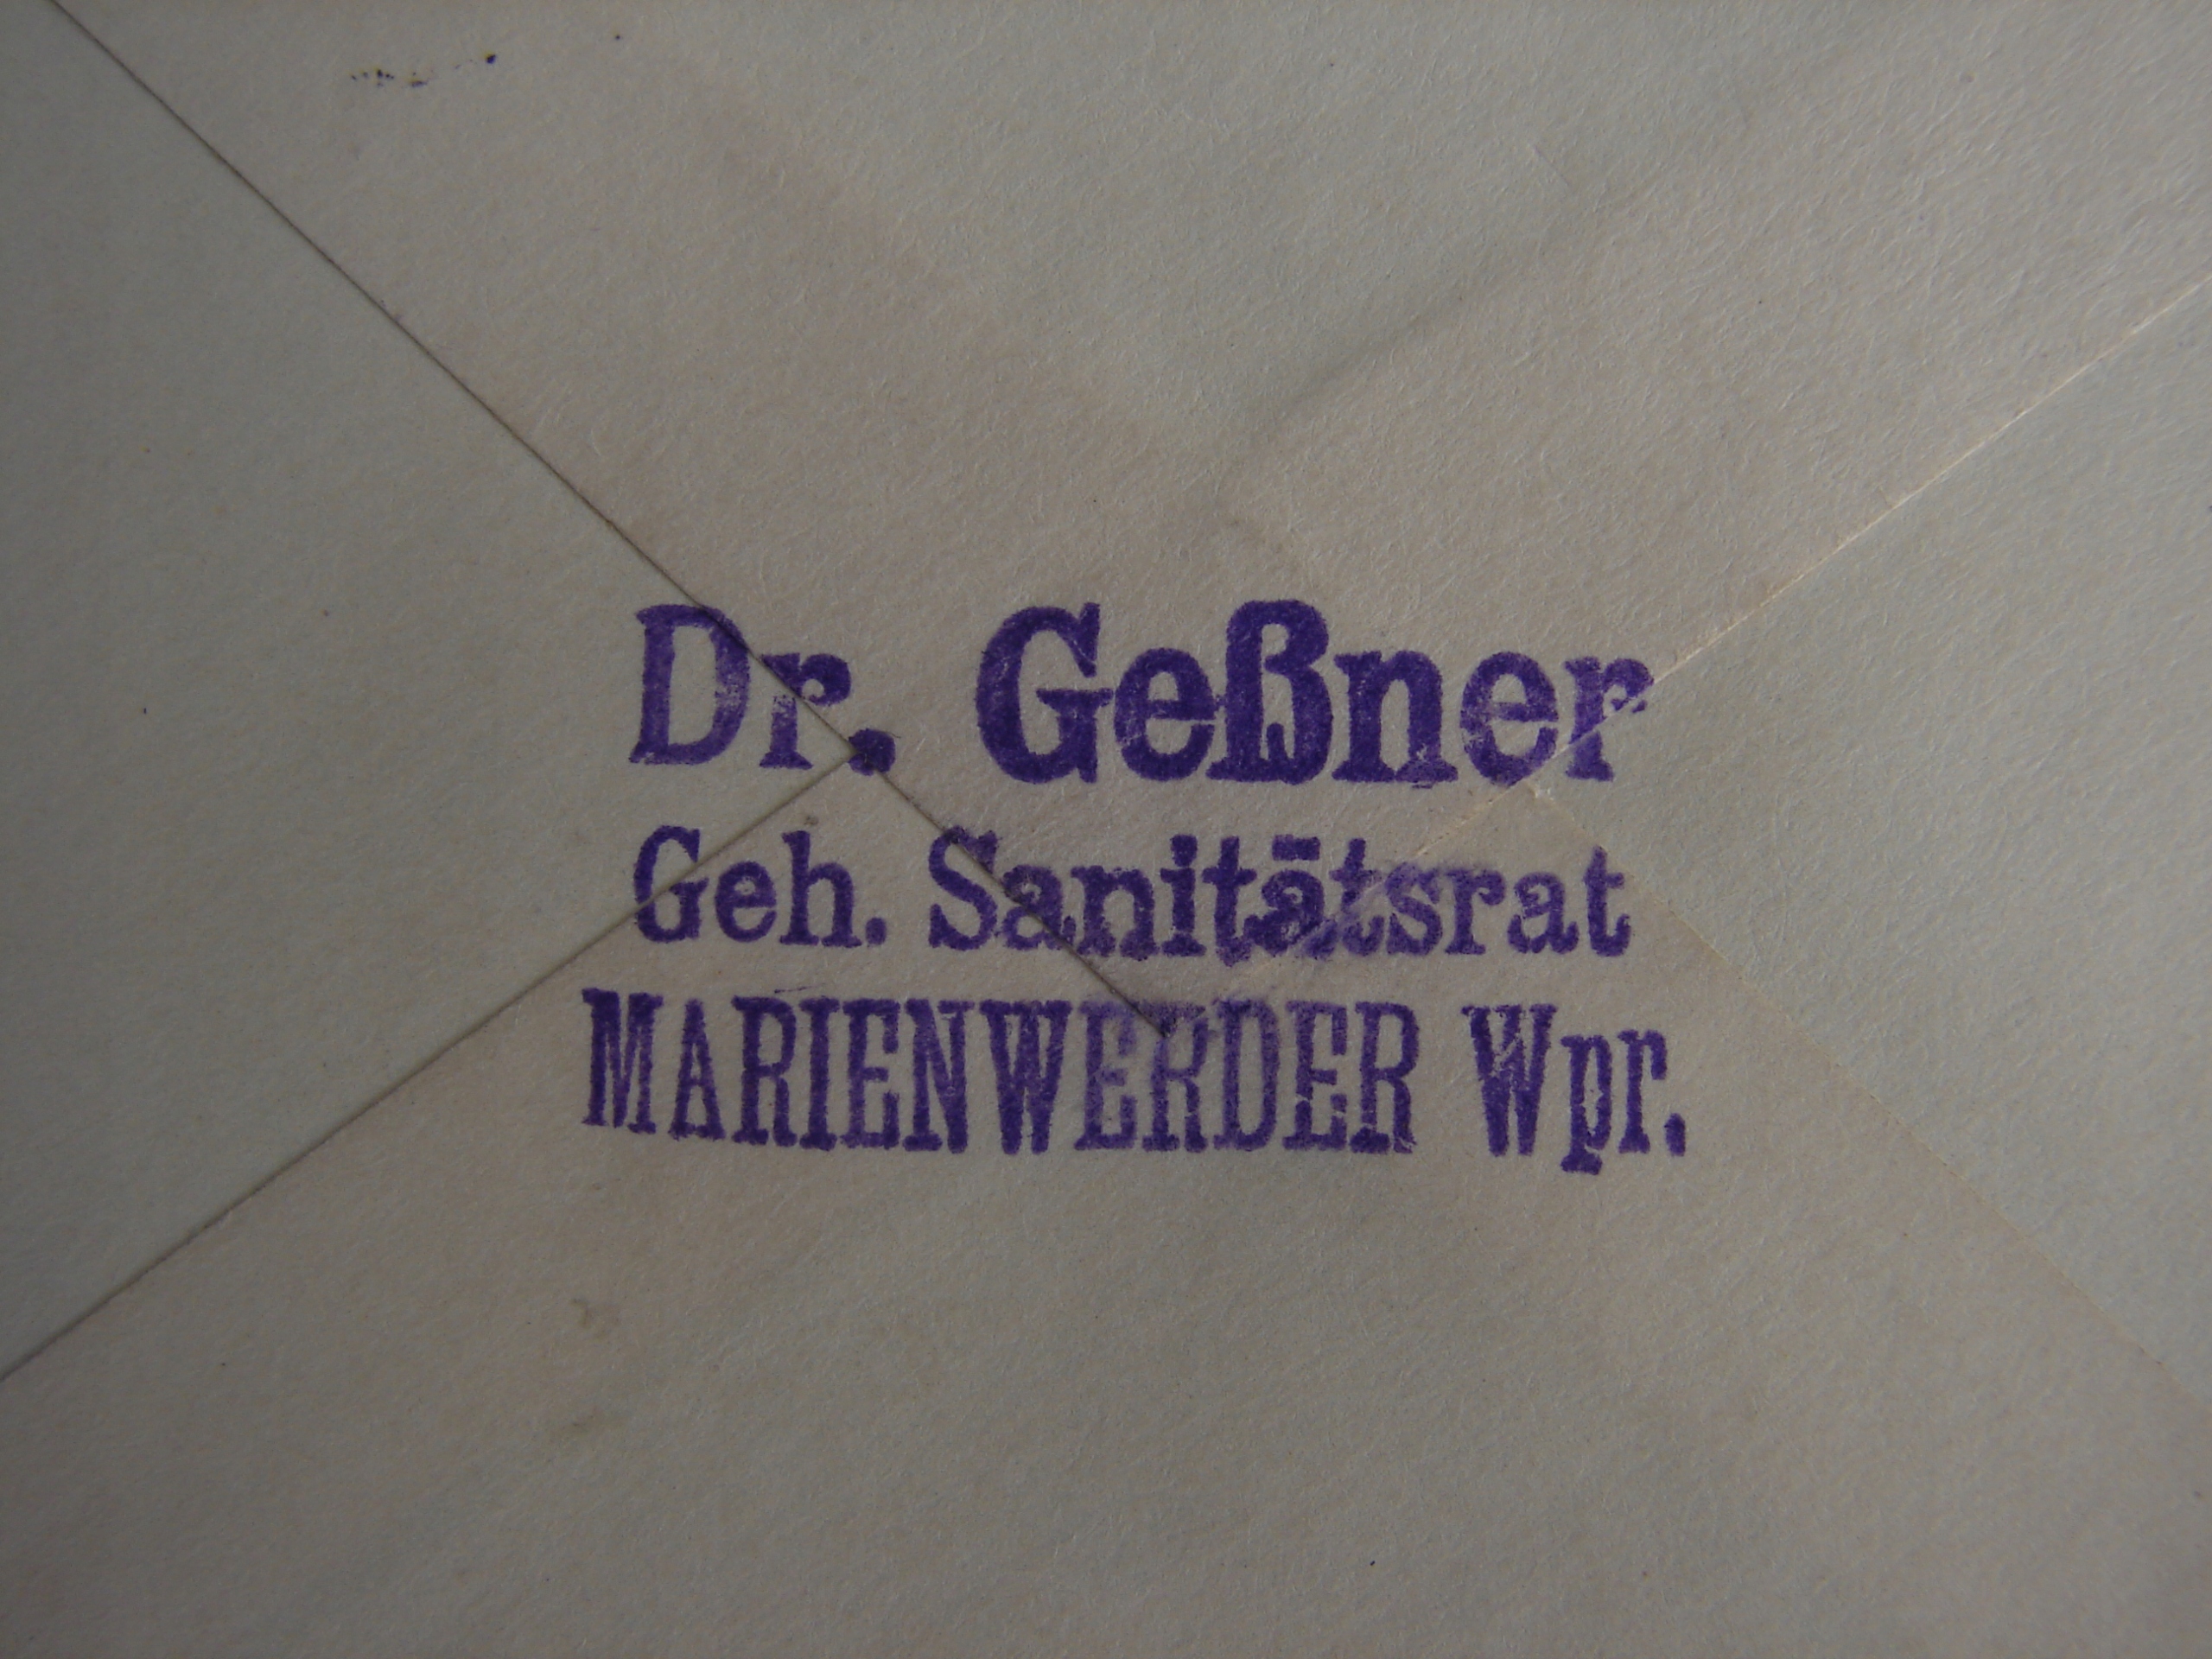 Dr. Geßner
Geh. Sanitätsrat
MARIENWERDER Wpr.